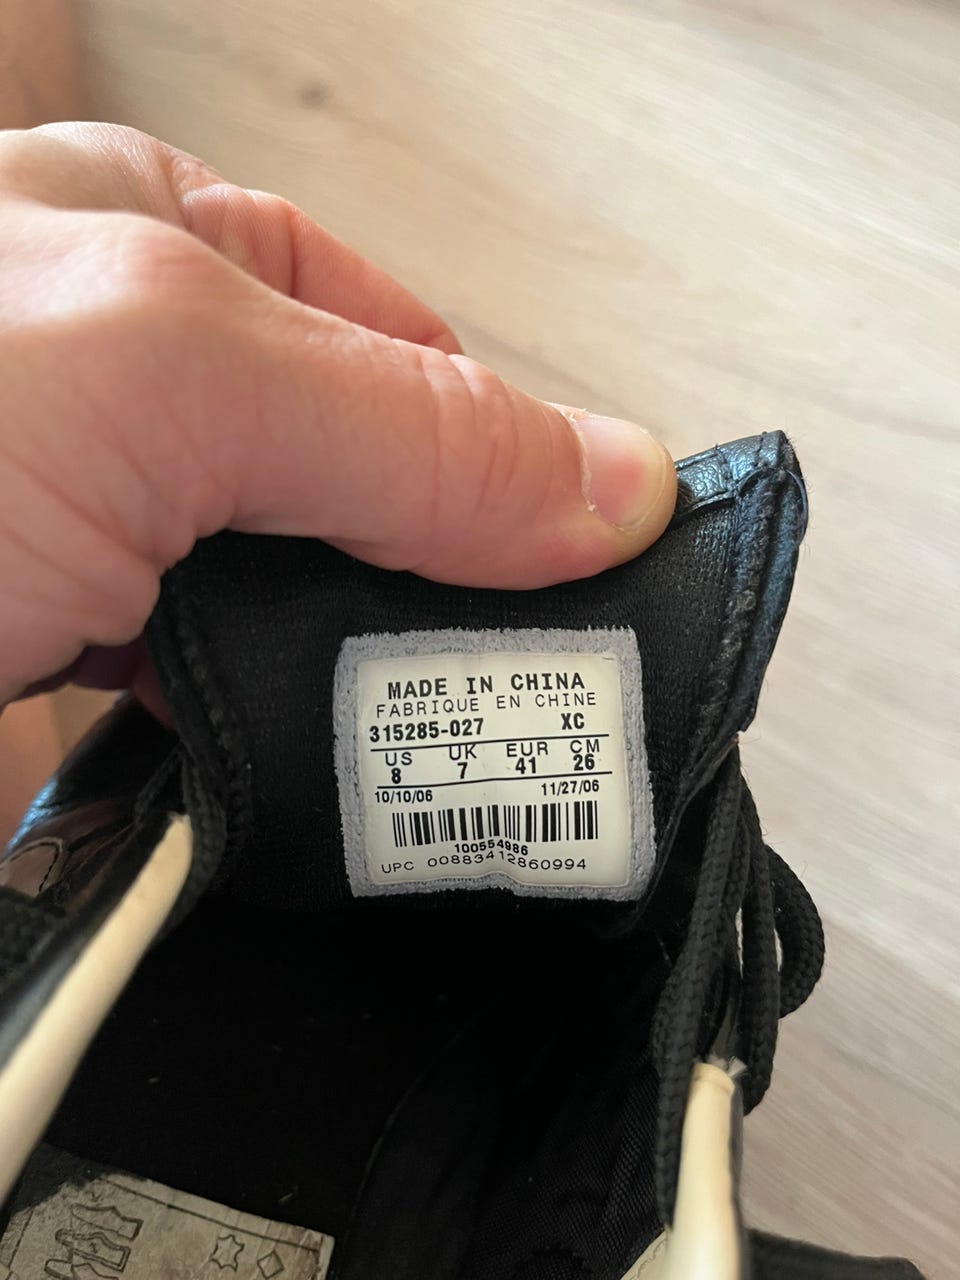 MADE IN CHINA
FABRIQUE EN CHINE
315285-027 XC
US UK EUR CM
8 7 41 26
10/10/06 11/27/06
100554986
UPC 00883412860994